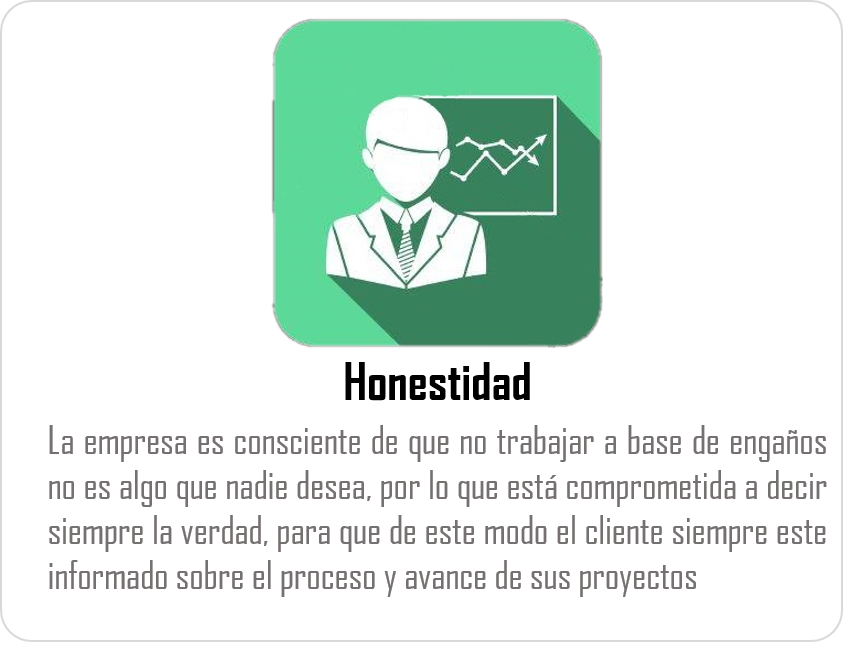 Honestidad
La empresa es consciente de que no trabajar a base de engaños
no es algo que nadie desea, por lo que está comprometida a decir
siempre la verdad, para que de este modo el cliente siempre este
informado sobre el proceso y avance de sus proyectos